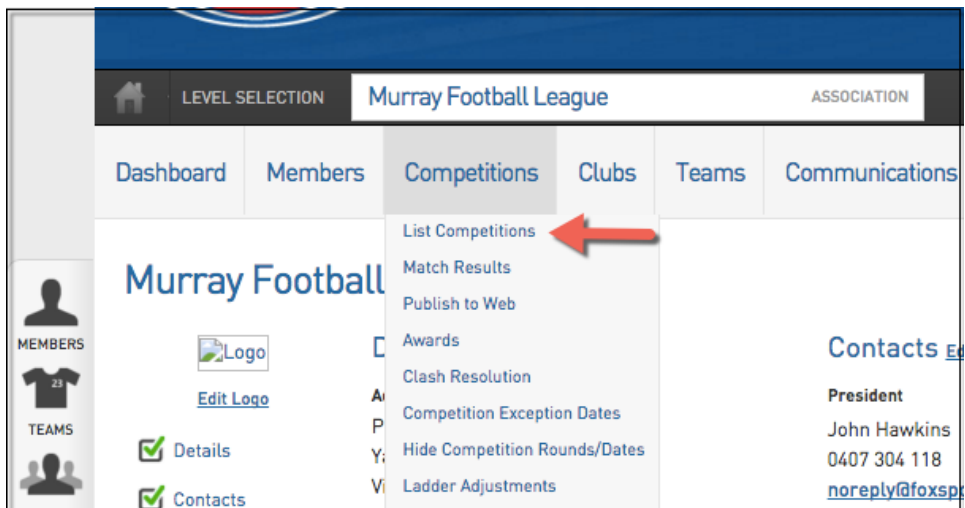 LEVEL SELECTION Murray Football League ASSOCIATION
Dashboard Members Competitions Clubs Teams Communications
List Competitions
Match Results
Publish to Web
Awards
Clash Resolution
Competition Exception Dates
Hide Competition Rounds/Dates
Ladder Adjustments
Murray Football
Logo
Edit Logo
Details
Contacts
MEMBERS
23
TEAMS
Contacts
President
John Hawkins
0407 304 118
noreply@foxspo